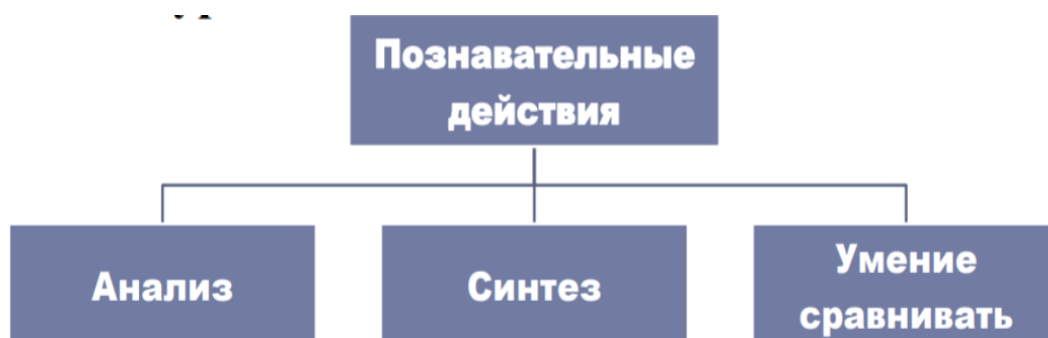 Познавательные
действия
Анализ
Синтез
Умение
сравнивать